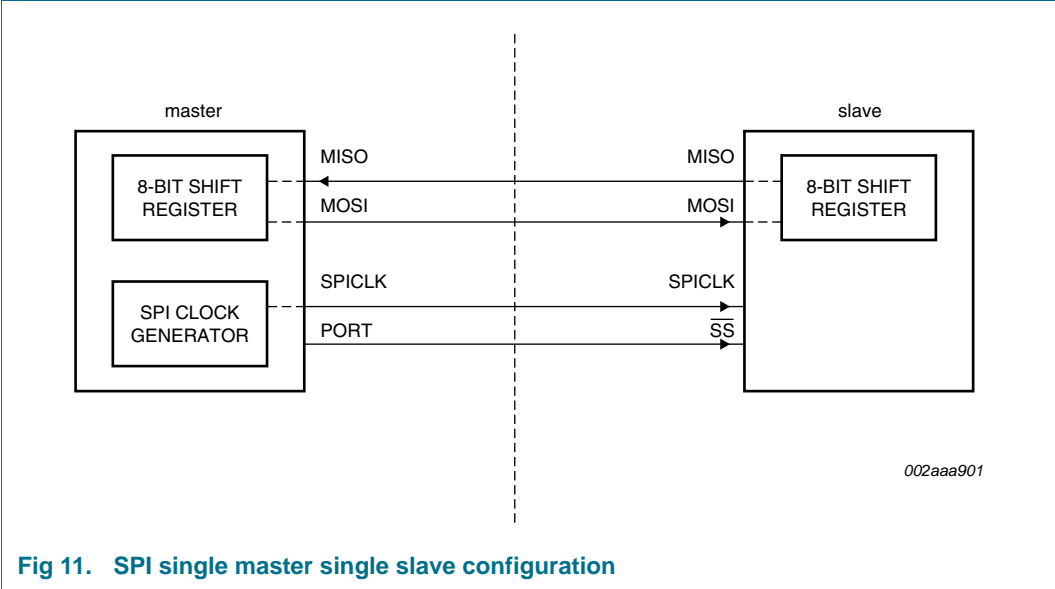 master
slave
MISO
MISO
8-BIT SHIFT
REGISTER
8-BIT SHIFT
REGISTER
MOSI
MOSI
SPICLK
SPICLK
SPI CLOCK
GENERATOR
PORT
S̅S̅
002aaa901
Fig 11. SPI single master single slave configuration